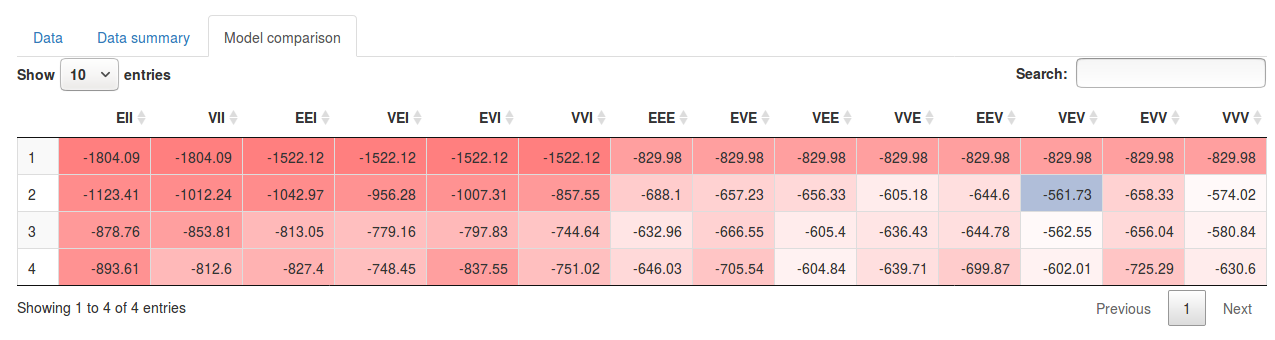 Data Data summary Model comparison
Show 10 entries Search:
EII VII EEI VEI EVI VVI EEE EVE VEE VVE EEV VEV EVV VVV
1 -1804.09 -1804.09 -1522.12 -1522.12 -1522.12 -1522.12 -829.98 -829.98 -829.98 -829.98 -829.98 -829.98 -829.98 -829.98
2 -1123.41 -1012.24 -1042.97 -956.28 -1007.31 -857.55 -688.1 -657.23 -656.33 -605.18 -644.6 -561.73 -658.33 -574.02
3 -878.76 -853.81 -813.05 -779.16 -797.83 -744.64 -632.96 -666.55 -605.4 -636.43 -644.78 -562.55 -656.04 -580.84
4 -893.61 -812.6 -827.4 -748.45 -837.55 -751.02 -646.03 -705.54 -604.84 -639.71 -699.87 -602.01 -725.29 -630.6
Showing 1 to 4 of 4 entries Previous 1 Next